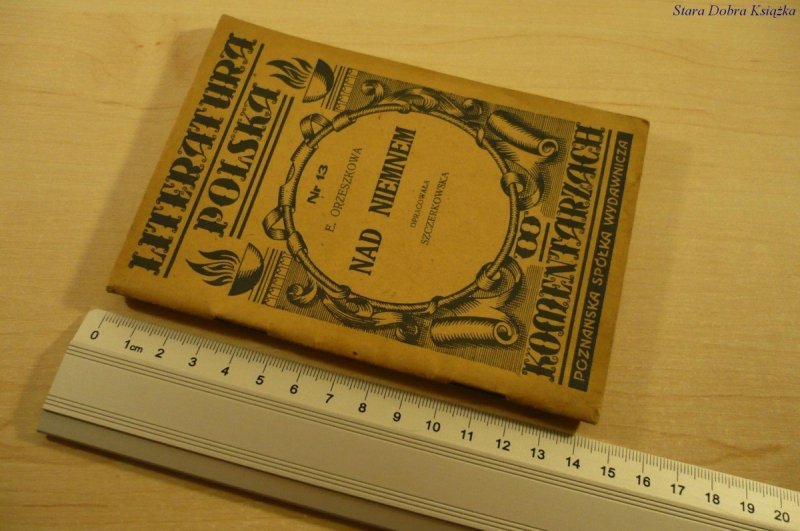 Stara Dobra Książka
LITERATURA
POLSKA
Nr 13
E. ORZESZKOWA
NAD NIEMNEM
OPRACOWAŁA
SZCZERKOWSKA
W
KOMENTARZACH
POZNAŃSKA SPÓŁKA WYDAWNICZA
0 1cm 2 3 4 5 6 7 8 9 10 11 12 13 14 15 16 17 18 19 20